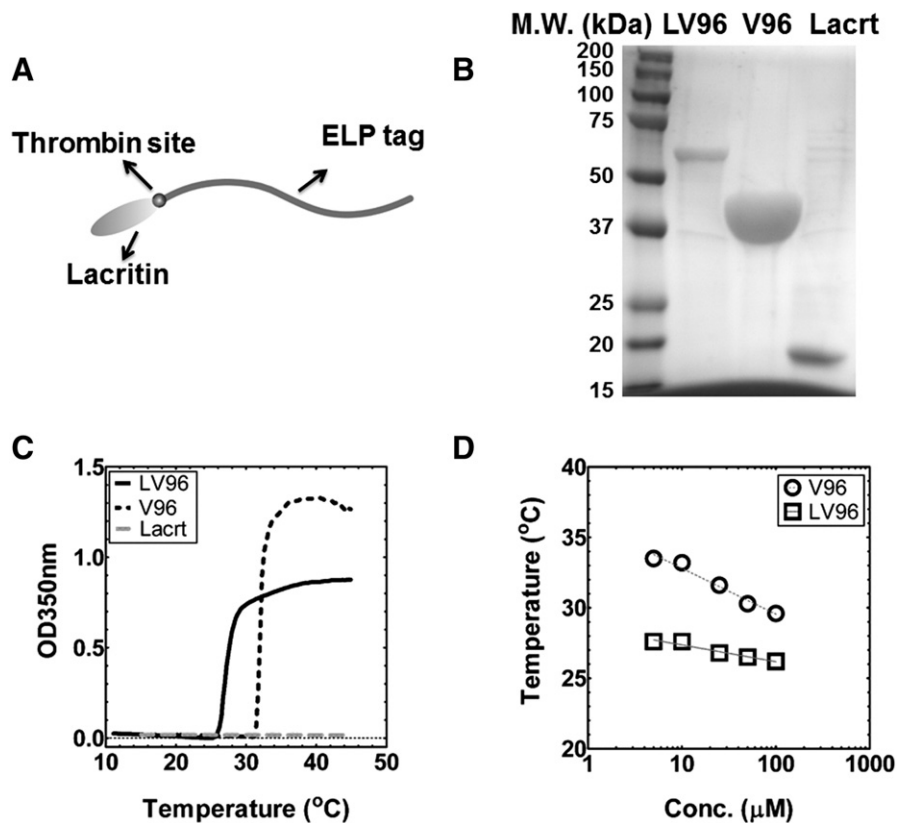 A
Thrombin site
ELP tag
Lacritin
B
M.W. (kDa) LV96 V96 Lacrt
200
150
100
75
50
37
25
20
15
C
LV96
V96
Lacrt
1.5
1.0
0.5
0.0
OD350nm
10 20 30 40 50
Temperature (°C)
D
V96
LV96
40
35
30
25
20
Temperature (°C)
1 10 100 1000
Conc. (μM)